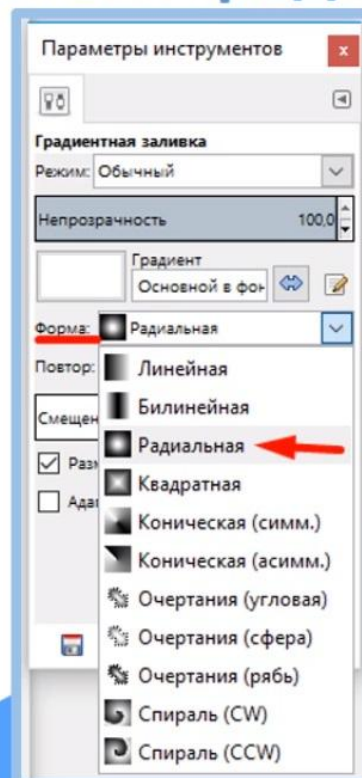 Параметры инструментов
x
Градиентная заливка
Режим: Обычный
Непрозрачность 100,0
Градиент
Основной в фон
Форма: Радиальная
Повтор:
Линейная
Билинейная
Радиальная
Квадратная
Коническая (симм.)
Коническая (асимм.)
Очертания (угловая)
Очертания (сфера)
Очертания (рябь)
Спираль (CW)
Спираль (CCW)